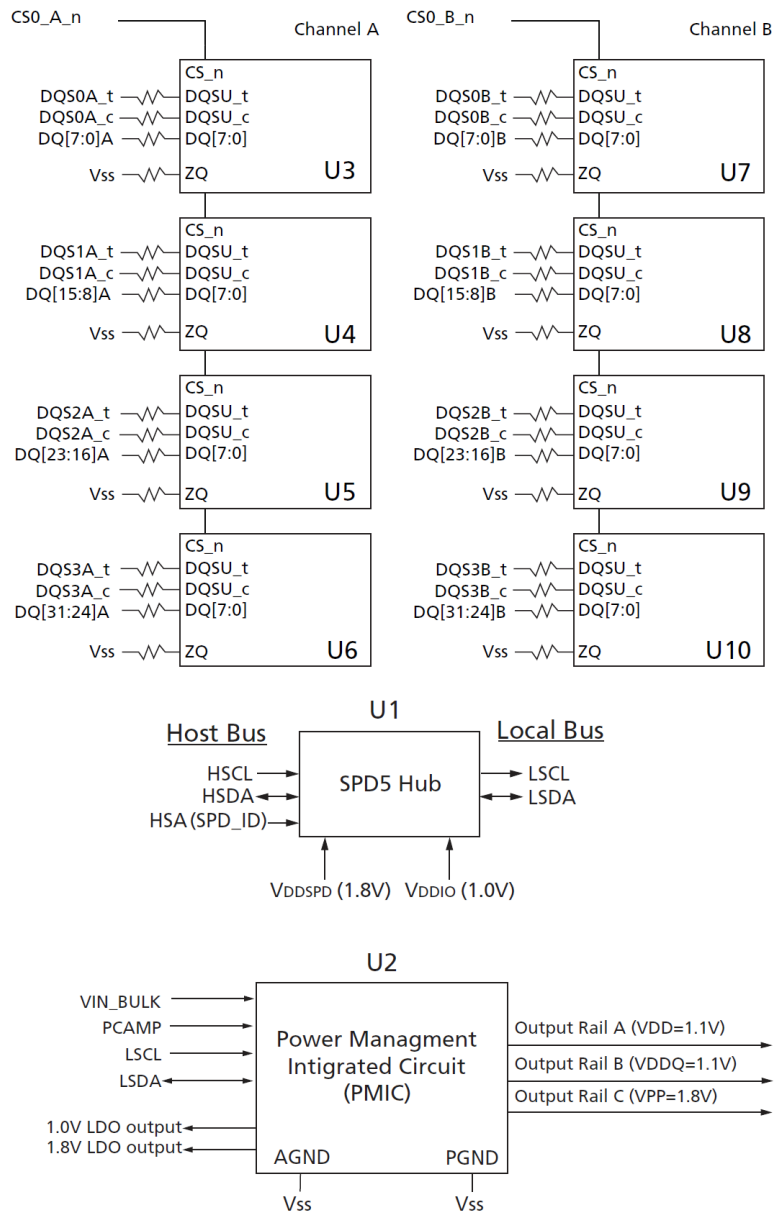 CS0_A_n
Channel A
CS_n
DQS0A_t
DQSU_t
DQS0A_c
DQSU_c
DQ[7:0]A
DQ[7:0]
Vss
ZQ
U3
CS_n
DQS1A_t
DQSU_t
DQS1A_c
DQSU_c
DQ[15:8]A
DQ[7:0]
Vss
ZQ
U4
CS_n
DQS2A_t
DQSU_t
DQS2A_c
DQSU_c
DQ[23:16]A
DQ[7:0]
Vss
ZQ
U5
CS_n
DQS3A_t
DQSU_t
DQS3A_c
DQSU_c
DQ[31:24]A
DQ[7:0]
Vss
ZQ
U6
CS0_B_n
Channel B
CS_n
DQS0B_t
DQSU_t
DQS0B_c
DQSU_c
DQ[7:0]B
DQ[7:0]
Vss
ZQ
U7
CS_n
DQS1B_t
DQSU_t
DQS1B_c
DQSU_c
DQ[15:8]B
DQ[7:0]
Vss
ZQ
U8
CS_n
DQS2B_t
DQSU_t
DQS2B_c
DQSU_c
DQ[23:16]B
DQ[7:0]
Vss
ZQ
U9
CS_n
DQS3B_t
DQSU_t
DQS3B_c
DQSU_c
DQ[31:24]B
DQ[7:0]
Vss
ZQ
U10
U1
Host Bus
Local Bus
HSCL
HSDA
HSA (SPD_ID)
SPD5 Hub
LSCL
LSDA
VDDSPD (1.8V)
VDDIO (1.0V)
U2
VIN_BULK
PCAMP
LSCL
LSDA
1.0V LDO output
1.8V LDO output
Power Managment
Intigrated Circuit
(PMIC)
AGND
PGND
Output Rail A (VDD=1.1V)
Output Rail B (VDDQ=1.1V)
Output Rail C (VPP=1.8V)
Vss
Vss